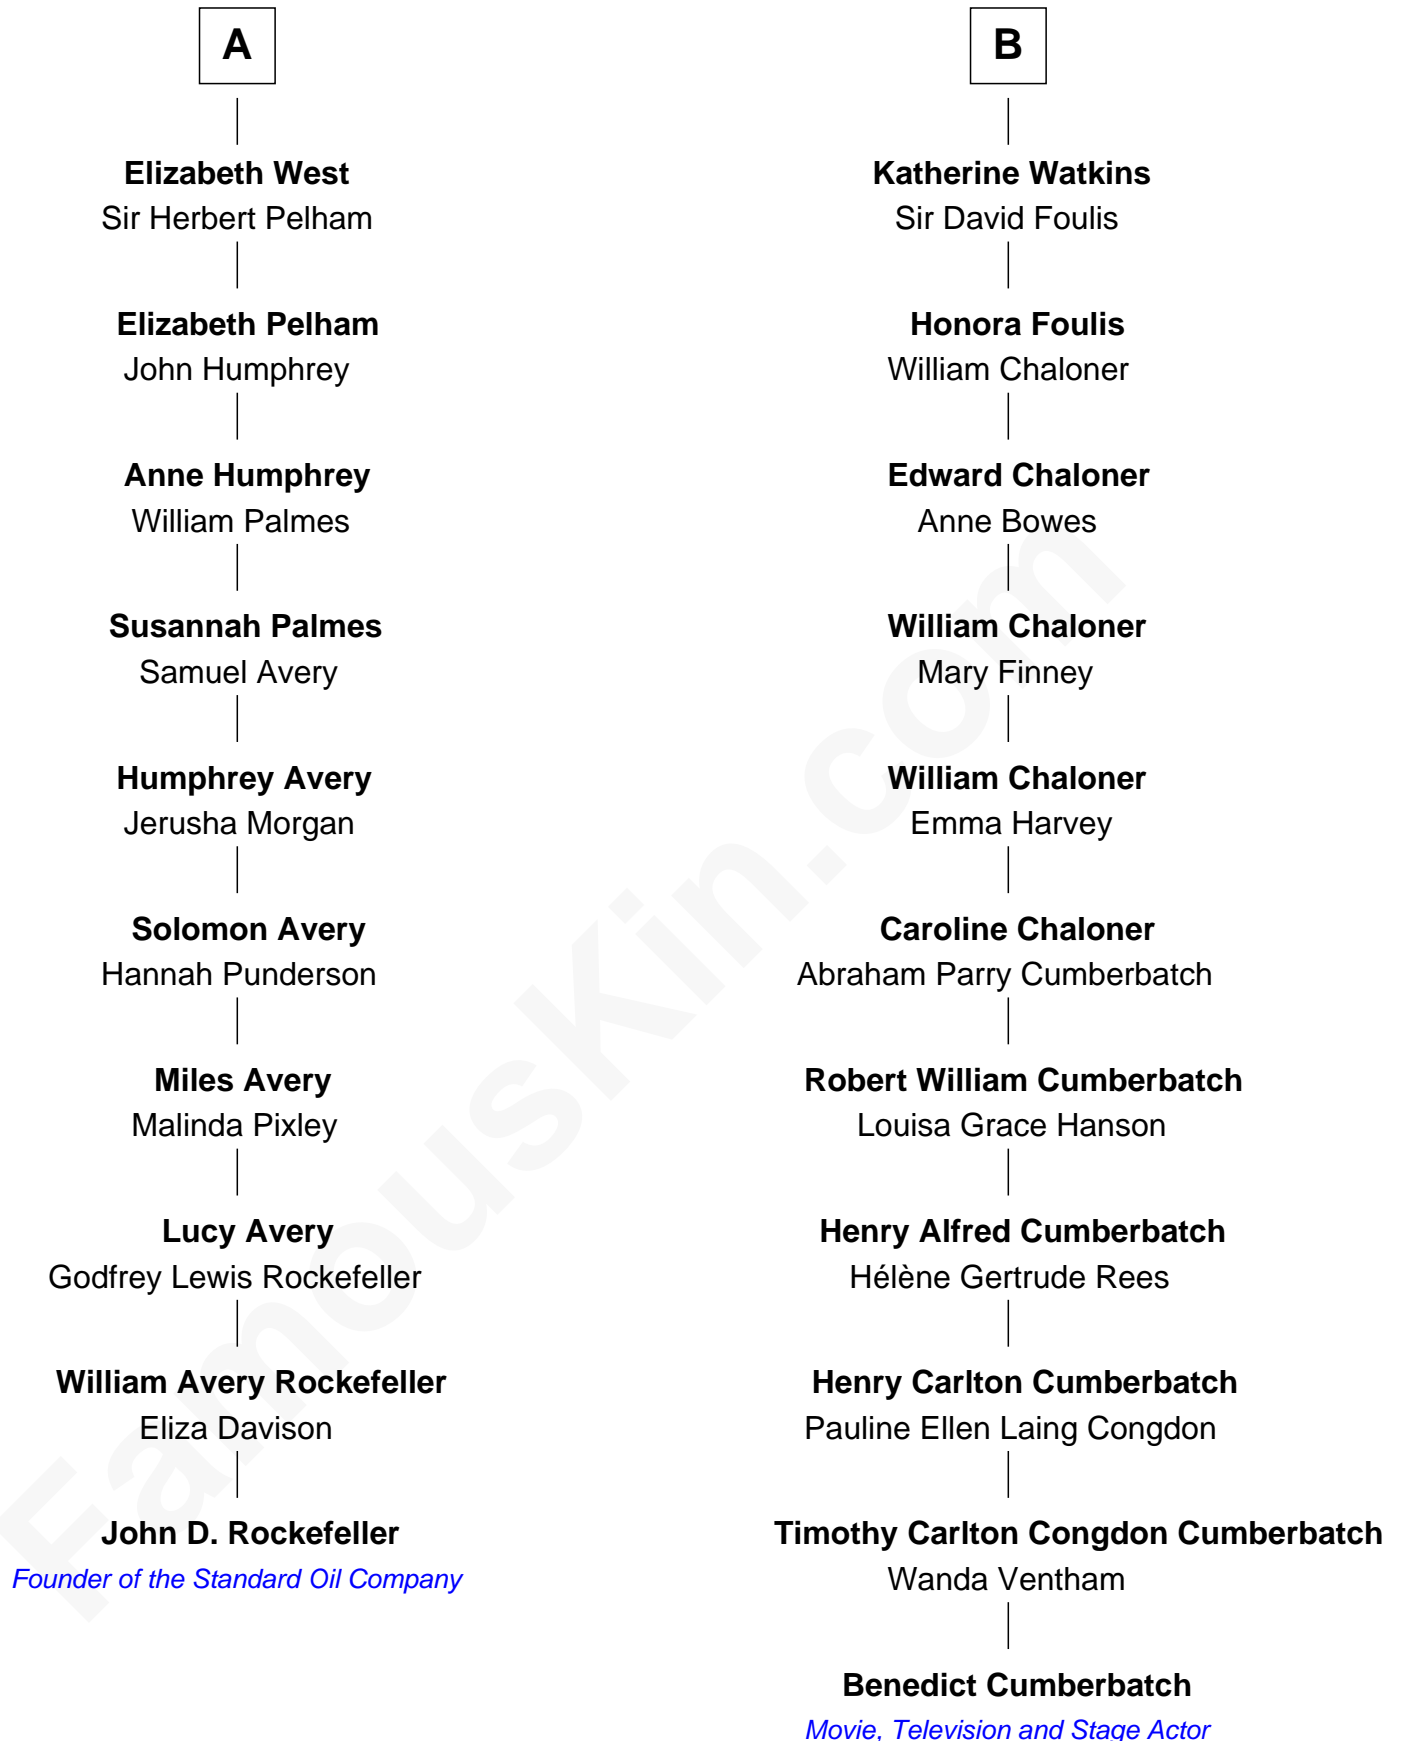 A
Elizabeth West
Sir Herbert Pelham
Elizabeth Pelham
John Humphrey
Anne Humphrey
William Palmes
Susannah Palmes
Samuel Avery
Humphrey Avery
Jerusha Morgan
Solomon Avery
Hannah Punderson
Miles Avery
Malinda Pixley
Lucy Avery
Godfrey Lewis Rockefeller
William Avery Rockefeller
Eliza Davison
John D. Rockefeller
Founder of the Standard Oil Company
B
Katherine Watkins
Sir David Foulis
Honora Foulis
William Chaloner
Edward Chaloner
Anne Bowes
William Chaloner
Mary Finney
William Chaloner
Emma Harvey
Caroline Chaloner
Abraham Parry Cumberbatch
Robert William Cumberbatch
Louisa Grace Hanson
Henry Alfred Cumberbatch
Hélène Gertrude Rees
Henry Carlton Cumberbatch
Pauline Ellen Laing Congdon
Timothy Carlton Congdon Cumberbatch
Wanda Ventham
Benedict Cumberbatch
Movie, Television and Stage Actor
FamousKin.com